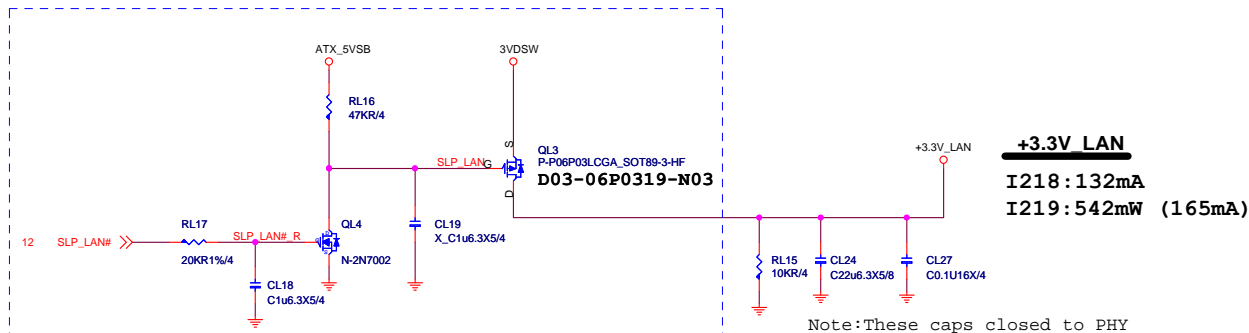 ATX_5VSB
3VDSW
RL16
47KR/4
SLP_LAN
G
S
D
QL3
P-P06P03LCGA_SOT89-3-HF
D03-06P0319-N03
+3.3V_LAN
+3.3V_LAN
I218:132mA
I219:542mW (165mA)
12 SLP_LAN#
RL17
20KR1%/4
SLP_LAN#_R
QL4
N-2N7002
CL19
X_C1u6.3X5/4
CL18
C1u6.3X5/4
RL15
10KR/4
CL24
C22u6.3X5/8
CL27
C0.1U16X/4
Note:These caps closed to PHY